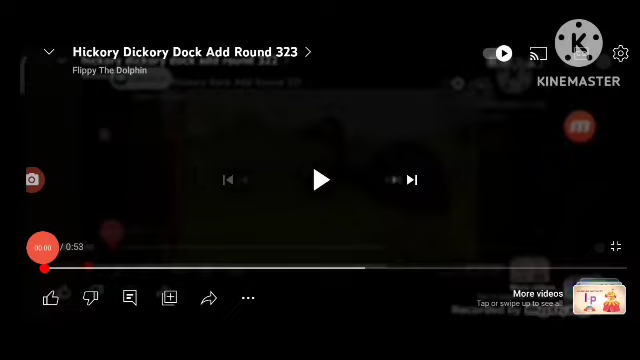 Hickory Dickory Dock Add Round 323
Flippy The Dolphin
K
KINEMASTER
00:00 / 0:53
More videos
Tap or swipe up to see all
Ip